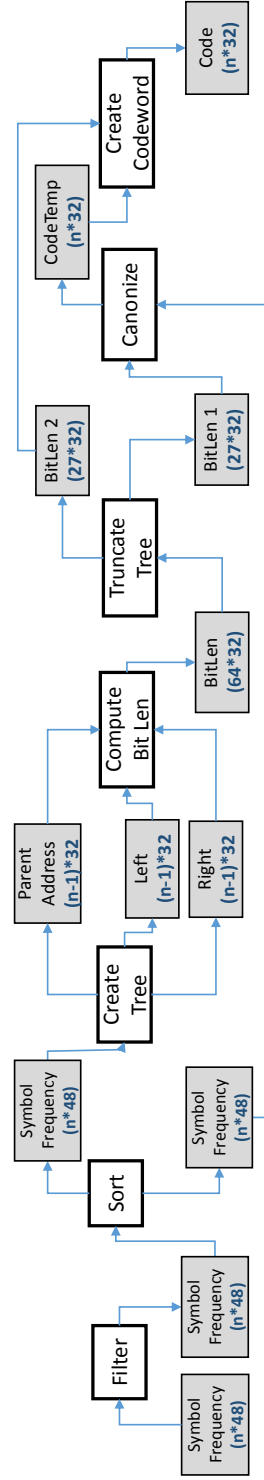 Symbol
Frequency
(n*48)
Filter
Symbol
Frequency
(n*48)
Sort
Symbol
Frequency
(n*48)
Symbol
Frequency
(n*48)
Create
Tree
Parent
Address
(n-1)*32
Left
(n-1)*32
Right
(n-1)*32
Compute
Bit Len
BitLen
(64*32)
Truncate
Tree
BitLen 2
(27*32)
BitLen 1
(27*32)
Canonize
CodeTemp
(n*32)
Create
Codeword
Code
(n*32)